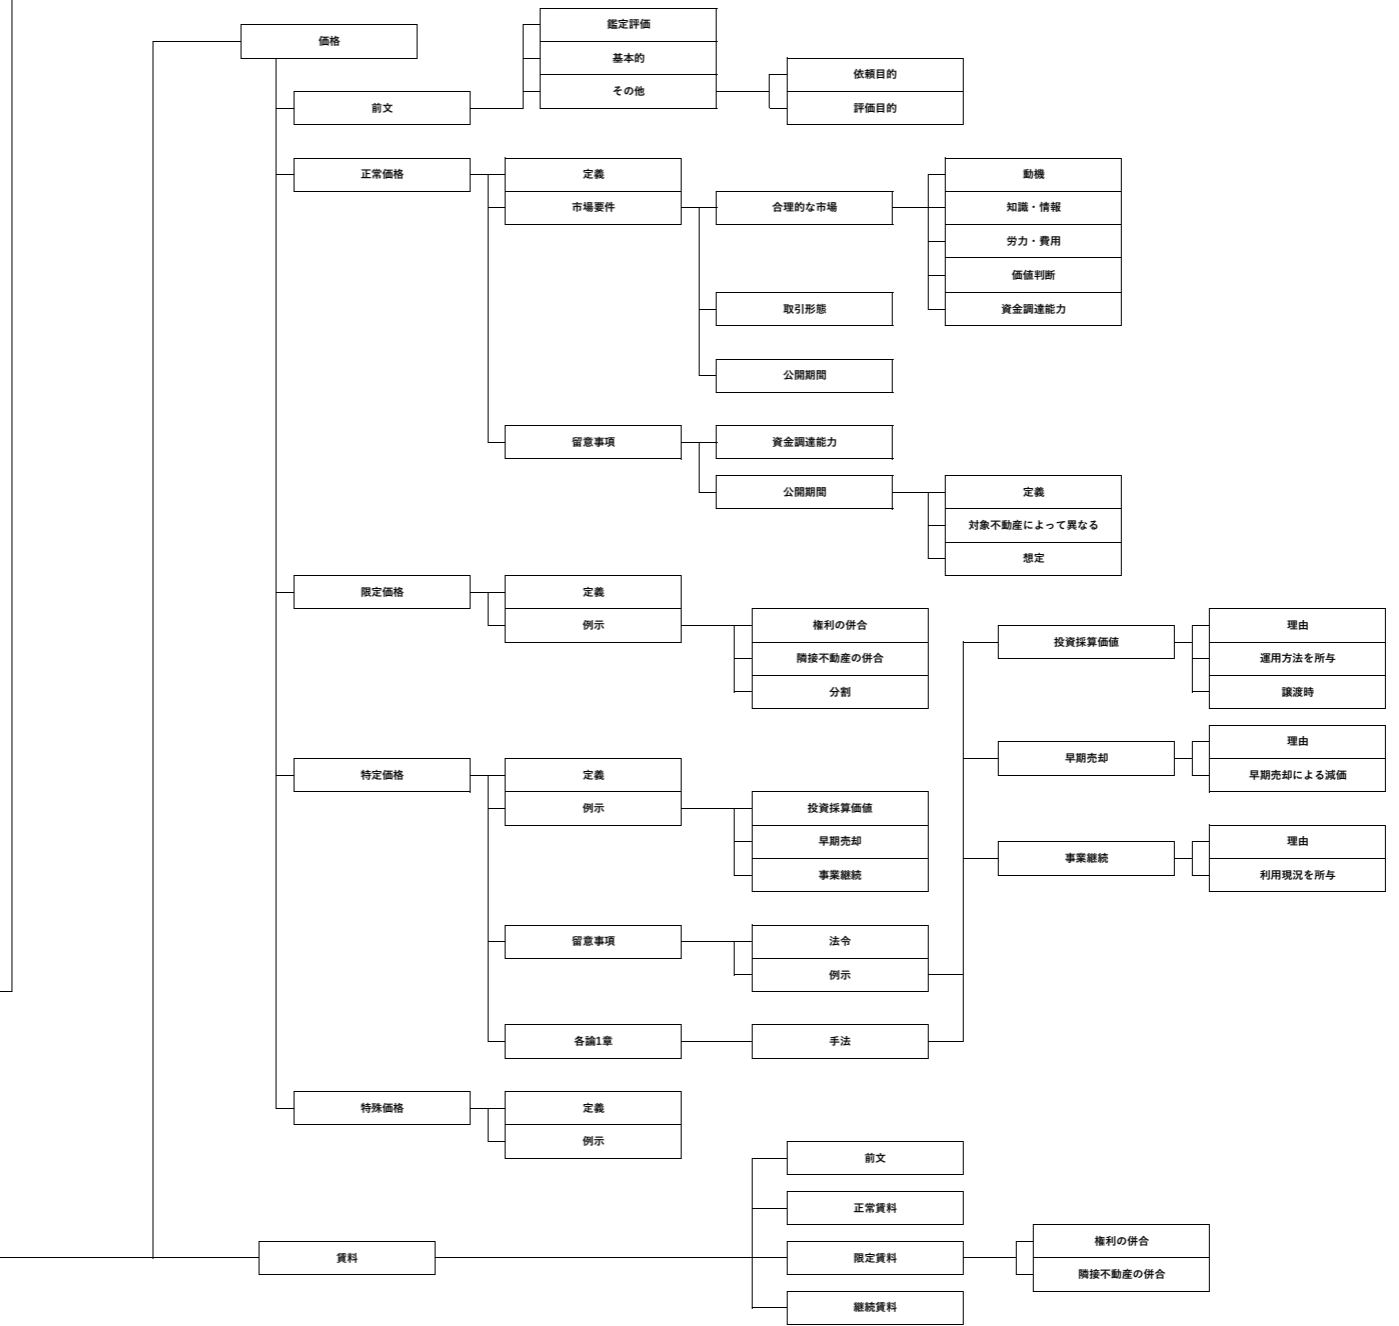 価格
鑑定評価
基本的
その他
依頼目的
評価目的
前文
正常価格
定義
市場要件
合理的な市場
動機
知識・情報
労力・費用
価値判断
資金調達能力
取引形態
公開期間
留意事項
資金調達能力
公開期間
定義
対象不動産によって異なる
想定
限定価格
定義
例示
権利の併合
隣接不動産の併合
分割
投資採算価値
理由
運用方法を所与
譲渡時
早期売却
理由
早期売却による減価
事業継続
理由
利用現況を所与
特定価格
定義
例示
投資採算価値
早期売却
事業継続
留意事項
法令
例示
各論1章
手法
特殊価格
定義
例示
賃料
前文
正常賃料
限定賃料
権利の併合
隣接不動産の併合
継続賃料